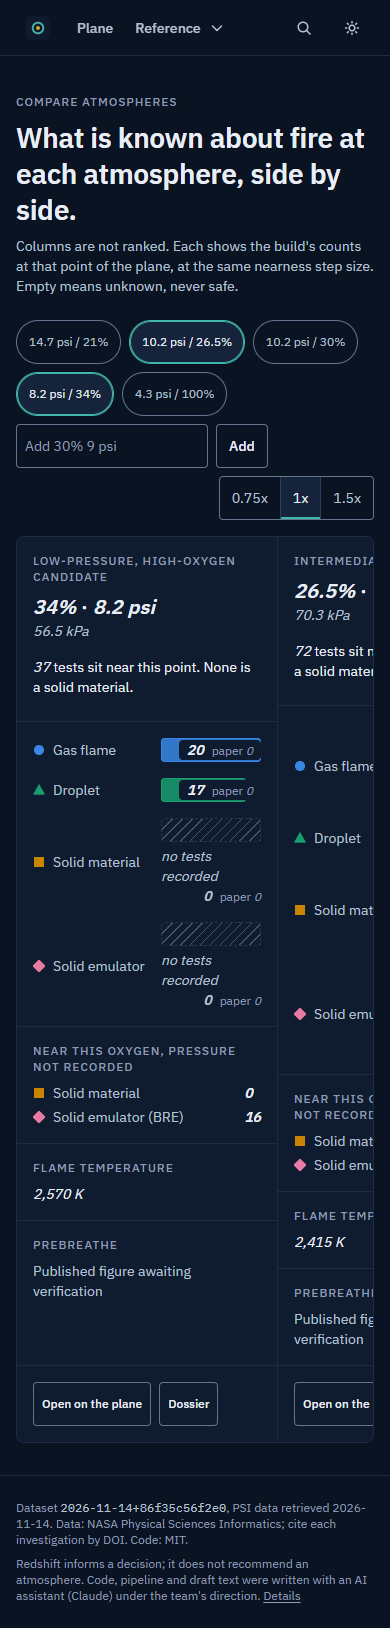 Plane
Reference
COMPARE ATMOSPHERES
What is known about fire at
each atmosphere, side by
side.
Columns are not ranked. Each shows the build's counts
at that point of the plane, at the same nearness step size.
Empty means unknown, never safe.
14.7 psi / 21%
10.2 psi / 26.5%
10.2 psi / 30%
8.2 psi / 34%
4.3 psi / 100%
Add 30% 9 psi
Add
0.75x
1x
1.5x
LOW-PRESSURE, HIGH-OXYGEN
CANDIDATE
34% · 8.2 psi
56.5 kPa
37 tests sit near this point. None is
a solid material.
Gas flame
20 paper 0
Droplet
17 paper 0
Solid material
no tests
recorded
0 paper 0
Solid emulator
no tests
recorded
0 paper 0
NEAR THIS OXYGEN, PRESSURE
NOT RECORDED
Solid material 0
Solid emulator (BRE) 16
FLAME TEMPERATURE
2,570 K
PREBREATHE
Published figure awaiting
verification
Open on the plane
Dossier
INTERMEDIA
26.5% ·
70.3 kPa
72 tests sit n
a solid mater
Gas flame
Droplet
Solid mat
Solid emu
NEAR THIS O
NOT RECORD
Solid mat
Solid emu
FLAME TEMP
2,415 K
PREBREATHE
Published fig
verification
Open on the
Dataset 2026-11-14+86f35c56f2e0, PSI data retrieved 2026-
11-14. Data: NASA Physical Sciences Informatics; cite each
investigation by DOI. Code: MIT.
Redshift informs a decision; it does not recommend an
atmosphere. Code, pipeline and draft text were written with an AI
assistant (Claude) under the team's direction. Details